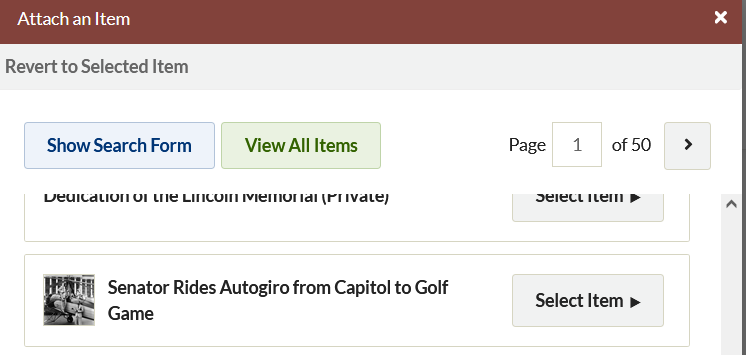 Attach an Item ×
Revert to Selected Item
Show Search Form View All Items Page 1 of 50
Dedication of the Lincoln Memorial (Private) Select Item ▶
Senator Rides Autogiro from Capitol to Golf
Game
Select Item ▶